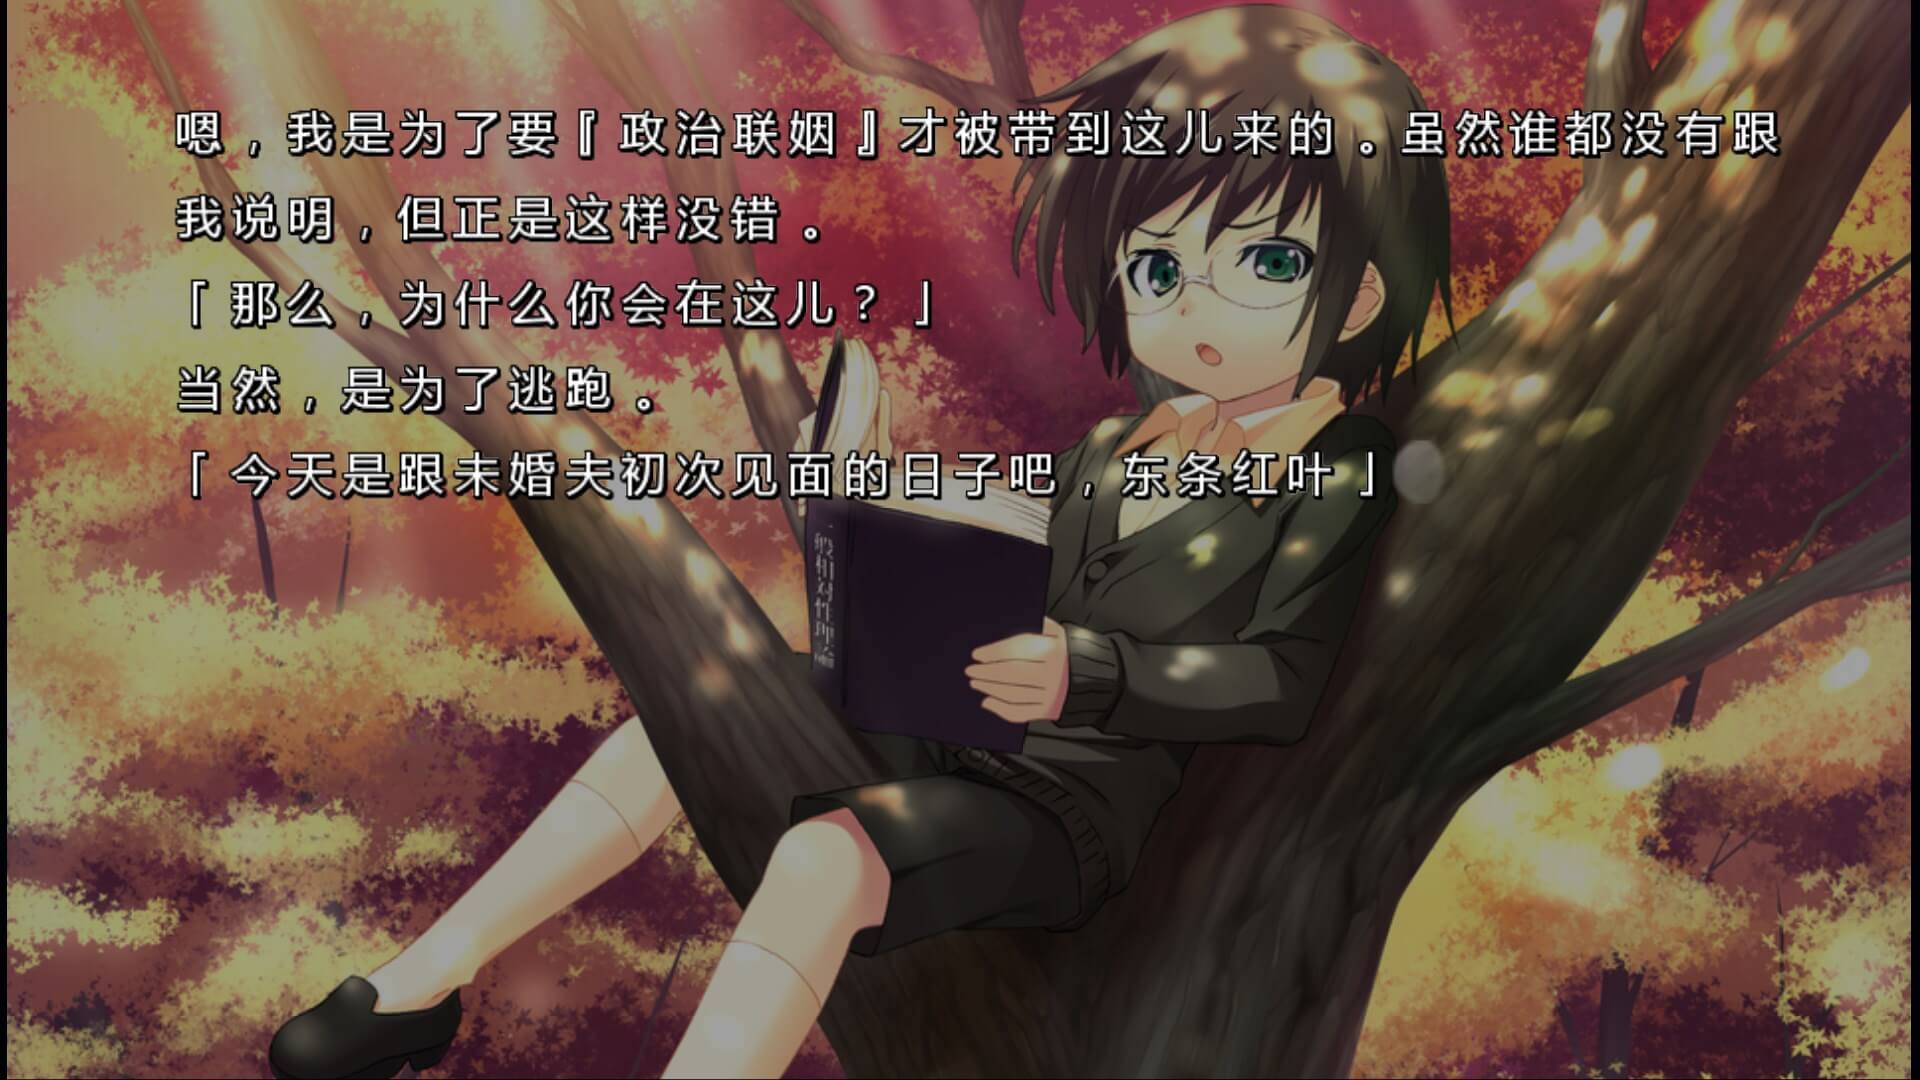 嗯，我是为了要『政治联姻』才被带到这儿来的。虽然谁都没有跟
我说明，但正是这样没错。
「那么，为什么你会在这儿？」
当然，是为了逃跑。
「今天是跟未婚夫初次见面的日子吧，东条红叶」